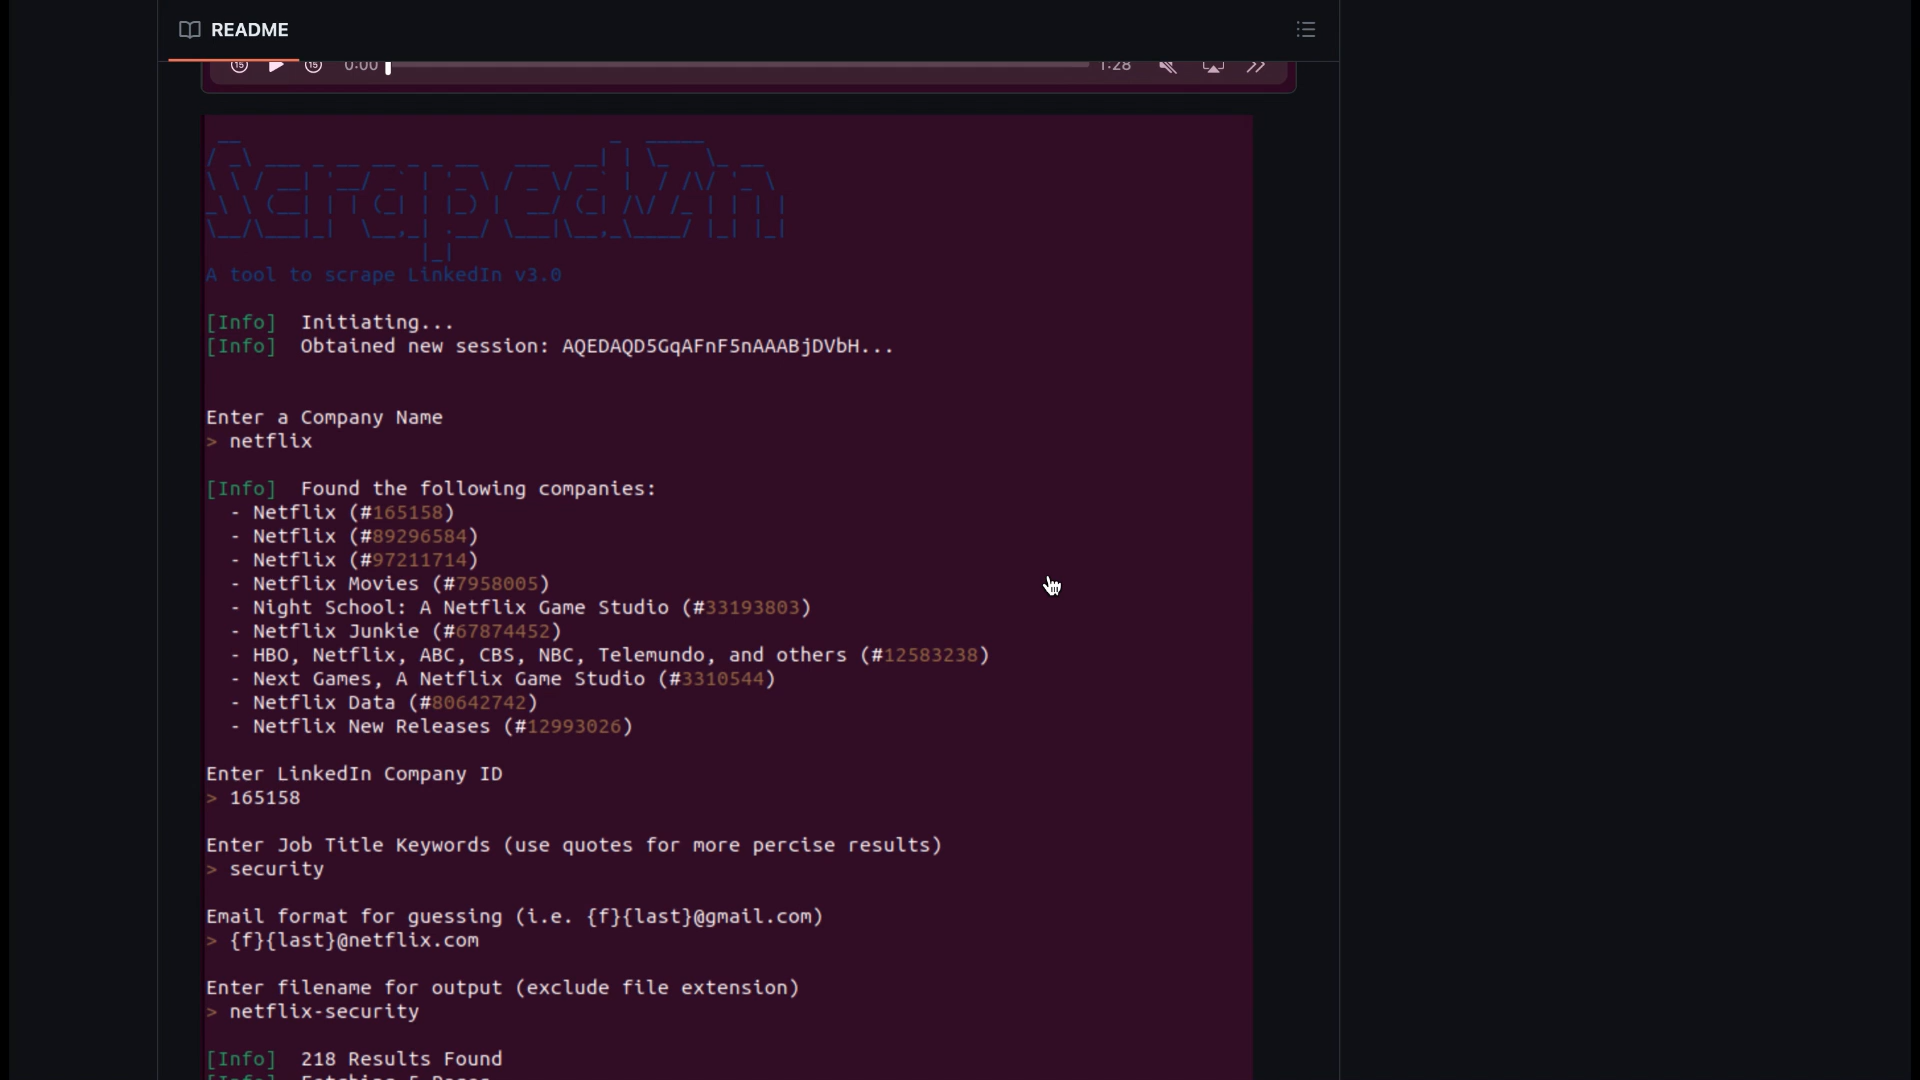 README
15 15 0:00 1:28
A tool to scrape LinkedIn v3.0
[Info] Initiating...
[Info] Obtained new session: AQEDAQD5GqAFnF5nAAABjDVbH...
Enter a Company Name
> netflix
[Info] Found the following companies:
- Netflix (#165158)
- Netflix (#89296584)
- Netflix (#97211714)
- Netflix Movies (#7958005)
- Night School: A Netflix Game Studio (#33193803)
- Netflix Junkie (#67874452)
- HBO, Netflix, ABC, CBS, NBC, Telemundo, and others (#12583238)
- Next Games, A Netflix Game Studio (#3310544)
- Netflix Data (#80642742)
- Netflix New Releases (#12993026)
Enter LinkedIn Company ID
> 165158
Enter Job Title Keywords (use quotes for more percise results)
> security
Email format for guessing (i.e. {f}{last}@gmail.com)
> {f}{last}@netflix.com
Enter filename for output (exclude file extension)
> netflix-security
[Info] 218 Results Found